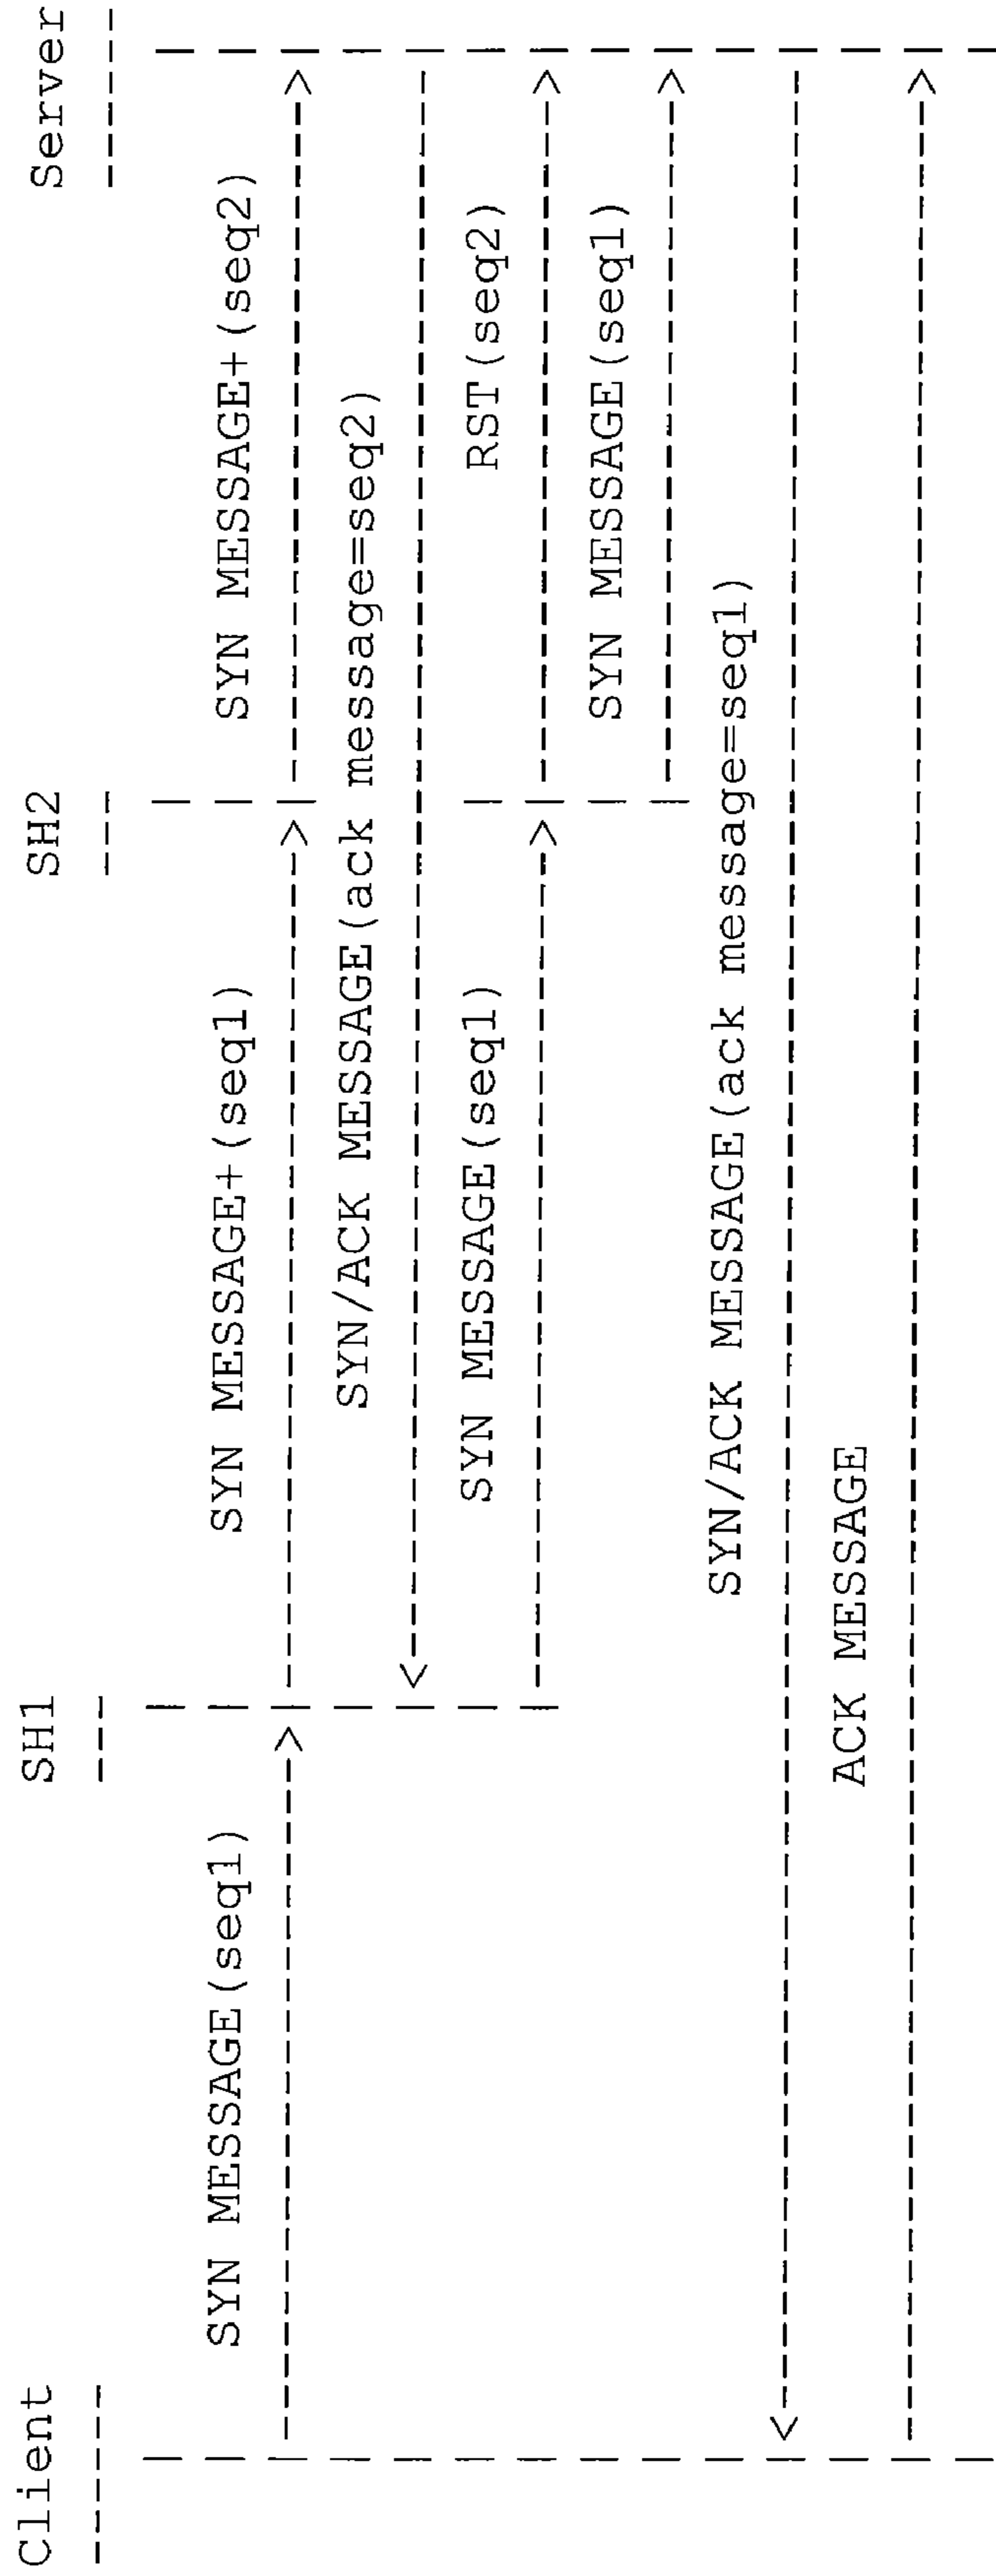 Client SH1 SH2 Server
SYN MESSAGE(seq1) SYN MESSAGE+(seq1) SYN MESSAGE+(seq2)
SYN/ACK MESSAGE(ack message=seq2)
SYN MESSAGE(seq1) RST(seq2)
SYN MESSAGE(seq1)
SYN/ACK MESSAGE(ack message=seq1)
ACK MESSAGE